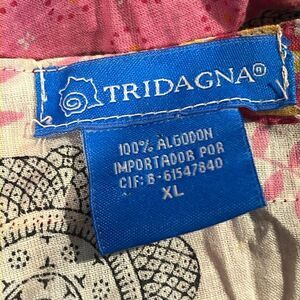 TRIDAGNA®
100% ALGODON
IMPORTADOR POR
CIF: B-61547840
XL